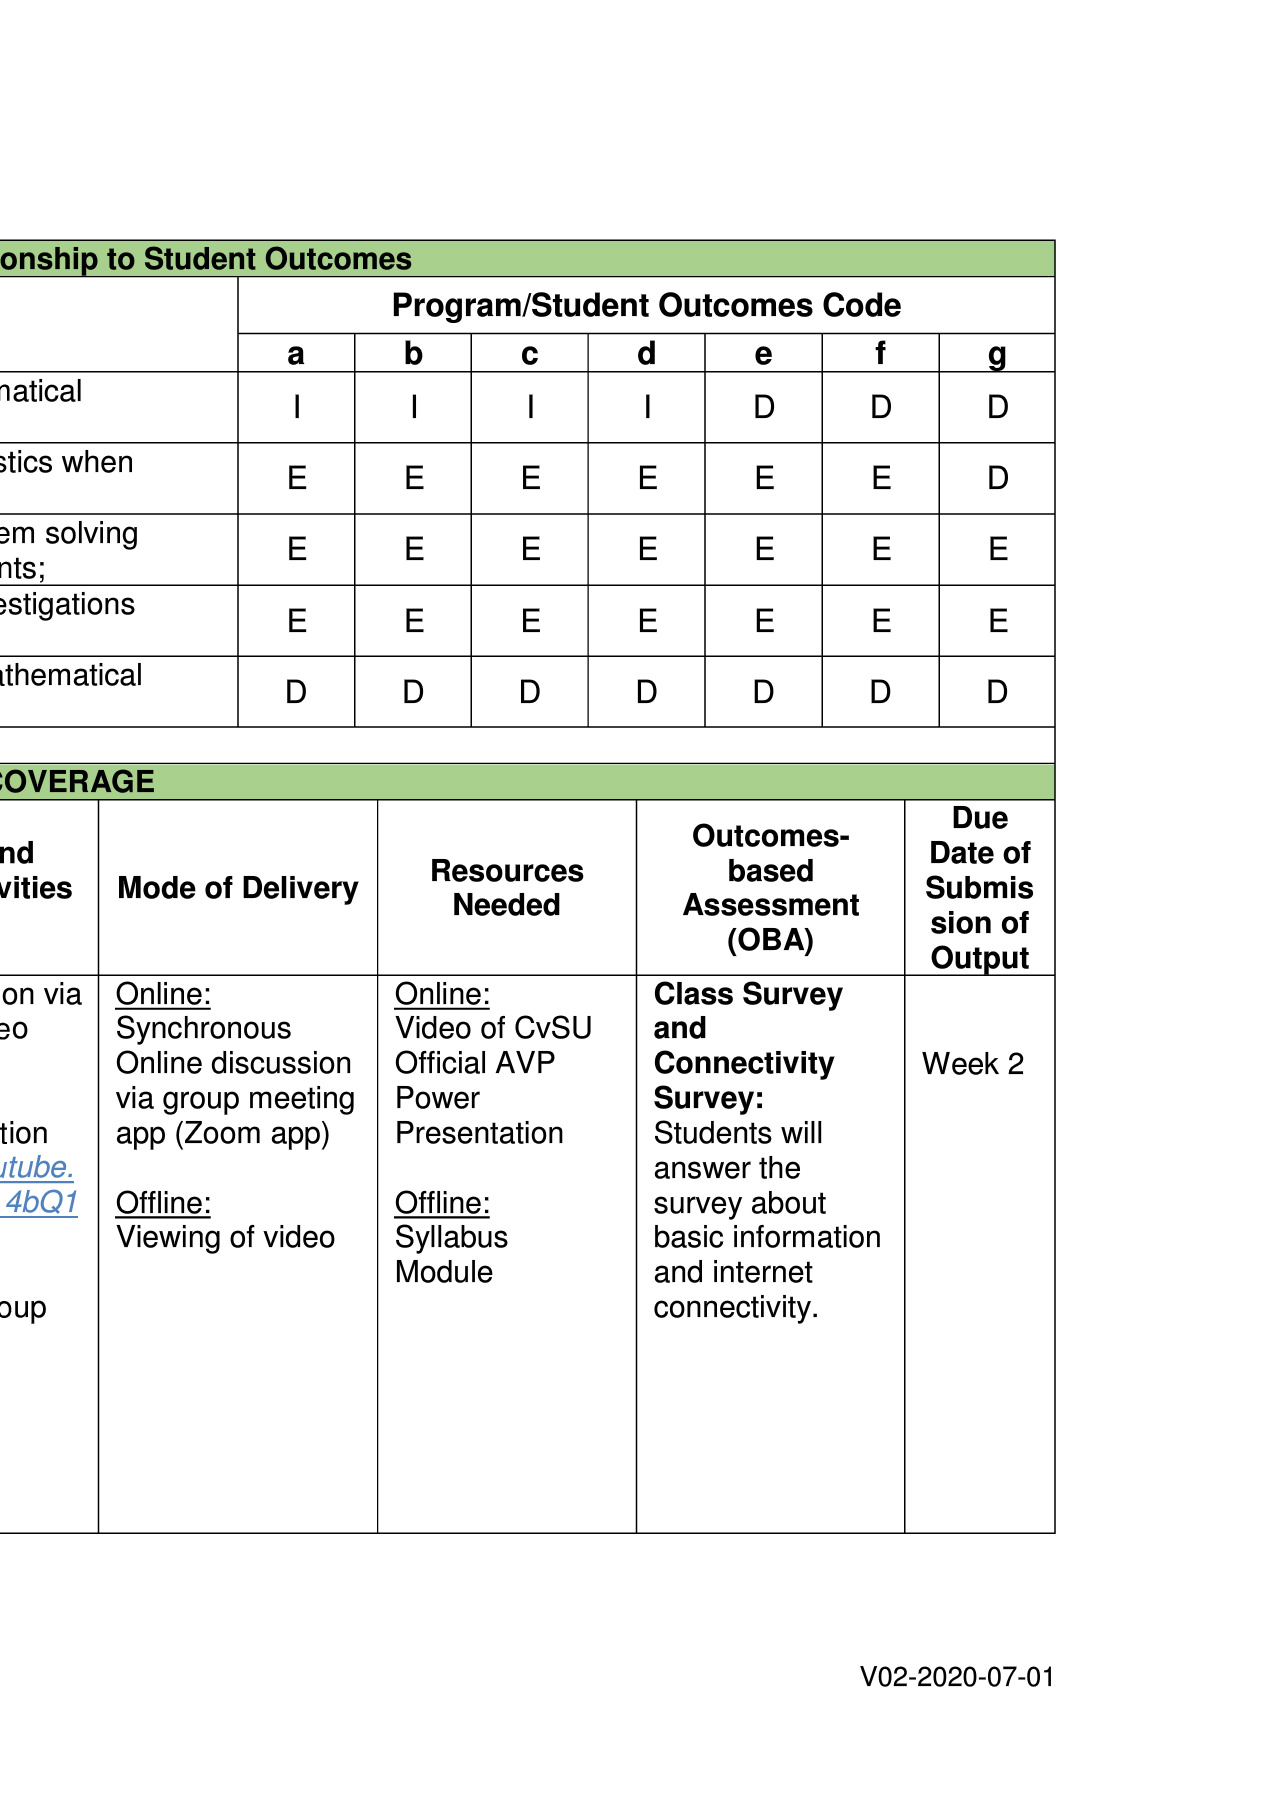 onship to Student Outcomes
Program/Student Outcomes Code
a b c d e f g
matical
I I I I D D D
stics when
E E E E E E D
em solving
nts;
E E E E E E E
estigations
E E E E E E E
athematical
D D D D D D D
COVERAGE
nd
vities
Mode of Delivery
Resources
Needed
Outcomes-
based
Assessment
(OBA)
Due
Date of
Submis
sion of
Output
on via
eo
tion
utube.
4bQ1
oup
Online:
Synchronous
Online discussion
via group meeting
app (Zoom app)
Offline:
Viewing of video
Online:
Video of CvSU
Official AVP
Power
Presentation
Offline:
Syllabus
Module
Class Survey
and
Connectivity
Survey:
Students will
answer the
survey about
basic information
and internet
connectivity.
Week 2
V02-2020-07-01